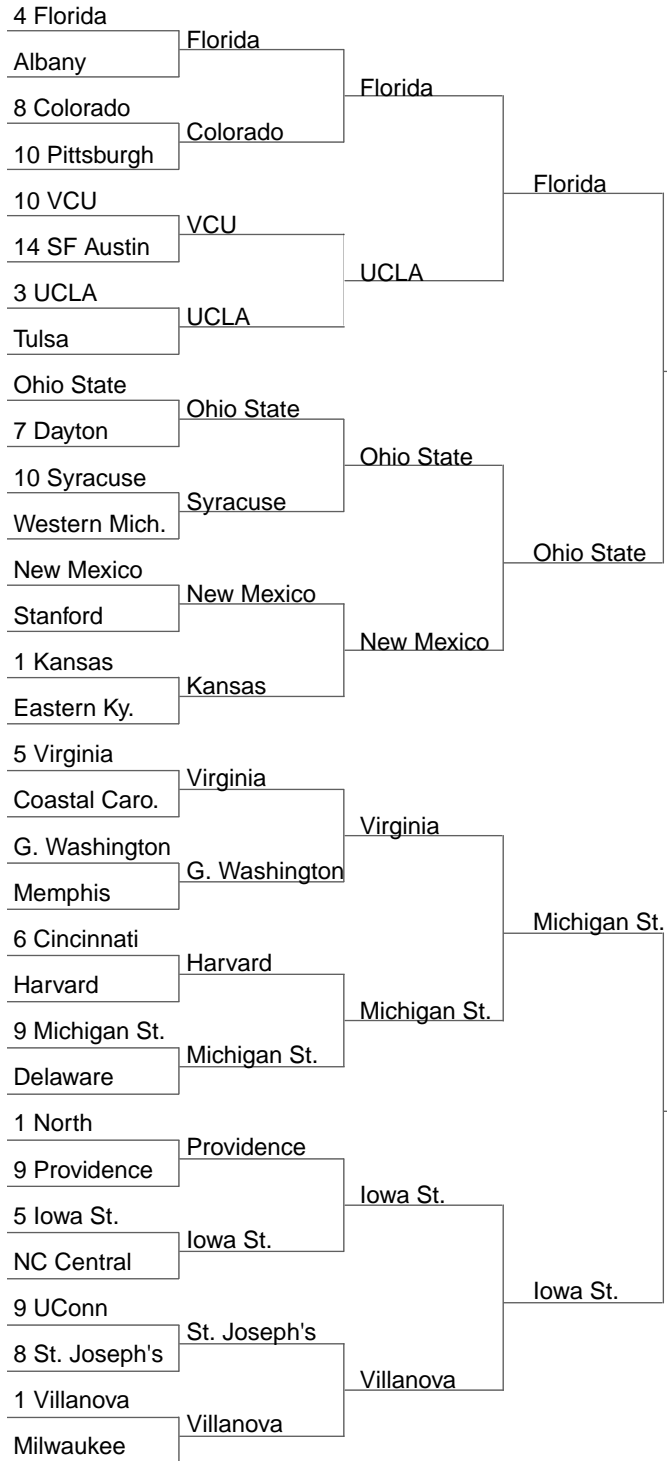 4 Florida
Albany
8 Colorado
10 Pittsburgh
10 VCU
14 SF Austin
3 UCLA
Tulsa
Ohio State
7 Dayton
10 Syracuse
Western Mich.
New Mexico
Stanford
1 Kansas
Eastern Ky.
5 Virginia
Coastal Caro.
G. Washington
Memphis
6 Cincinnati
Harvard
9 Michigan St.
Delaware
1 North
9 Providence
5 Iowa St.
NC Central
9 UConn
8 St. Joseph's
1 Villanova
Milwaukee
Florida
Colorado
VCU
UCLA
Ohio State
Syracuse
New Mexico
Kansas
Virginia
G. Washington
Harvard
Michigan St.
Providence
Iowa St.
St. Joseph's
Villanova
Florida
UCLA
Ohio State
New Mexico
Virginia
Michigan St.
Iowa St.
Villanova
Florida
Ohio State
Michigan St.
Iowa St.